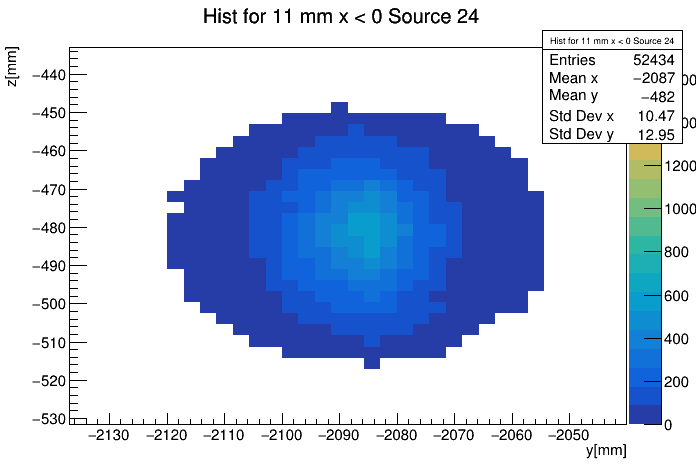 Hist for 11 mm x < 0 Source 24
z[mm]
Hist for 11 mm x < 0 Source 24
Entries 52434
Mean x −2087
Mean y −482
Std Dev x 10.47
Std Dev y 12.95
−440
−450
−460
−470
−480
−490
−500
−510
−520
−530
1200
1000
800
600
400
200
0
−2130 −2120 −2110 −2100 −2090 −2080 −2070 −2060 −2050
y[mm]